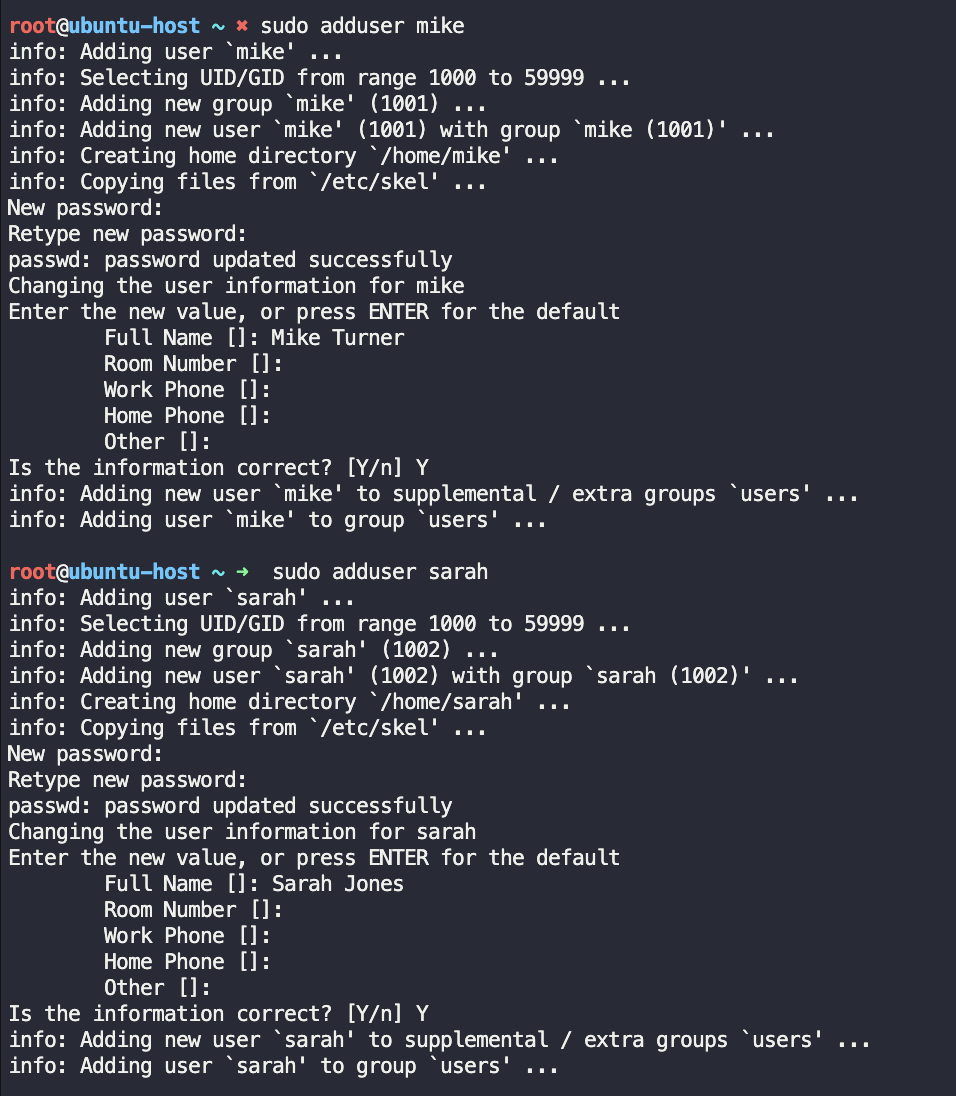 root@ubuntu-host ~ ✖ sudo adduser mike
info: Adding user `mike' ...
info: Selecting UID/GID from range 1000 to 59999 ...
info: Adding new group `mike' (1001) ...
info: Adding new user `mike' (1001) with group `mike (1001)' ...
info: Creating home directory `/home/mike' ...
info: Copying files from `/etc/skel' ...
New password:
Retype new password:
passwd: password updated successfully
Changing the user information for mike
Enter the new value, or press ENTER for the default
        Full Name []: Mike Turner
        Room Number []:
        Work Phone []:
        Home Phone []:
        Other []:
Is the information correct? [Y/n] Y
info: Adding new user `mike' to supplemental / extra groups `users' ...
info: Adding user `mike' to group `users' ...

root@ubuntu-host ~ ➜  sudo adduser sarah
info: Adding user `sarah' ...
info: Selecting UID/GID from range 1000 to 59999 ...
info: Adding new group `sarah' (1002) ...
info: Adding new user `sarah' (1002) with group `sarah (1002)' ...
info: Creating home directory `/home/sarah' ...
info: Copying files from `/etc/skel' ...
New password:
Retype new password:
passwd: password updated successfully
Changing the user information for sarah
Enter the new value, or press ENTER for the default
        Full Name []: Sarah Jones
        Room Number []:
        Work Phone []:
        Home Phone []:
        Other []:
Is the information correct? [Y/n] Y
info: Adding new user `sarah' to supplemental / extra groups `users' ...
info: Adding user `sarah' to group `users' ...